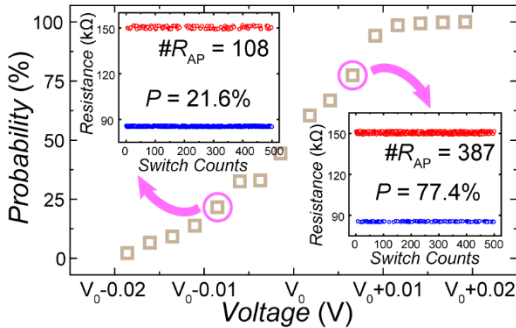 Probability (%)
100
75
50
25
0
V₀−0.02
V₀−0.01
V₀
V₀+0.01
V₀+0.02
Voltage (V)
Resistance (kΩ)
150
120
90
#R_AP = 108
P = 21.6%
0
100
200
300
400
500
Switch Counts
Resistance (kΩ)
150
120
90
#R_AP = 387
P = 77.4%
0
100
200
300
400
500
Switch Counts